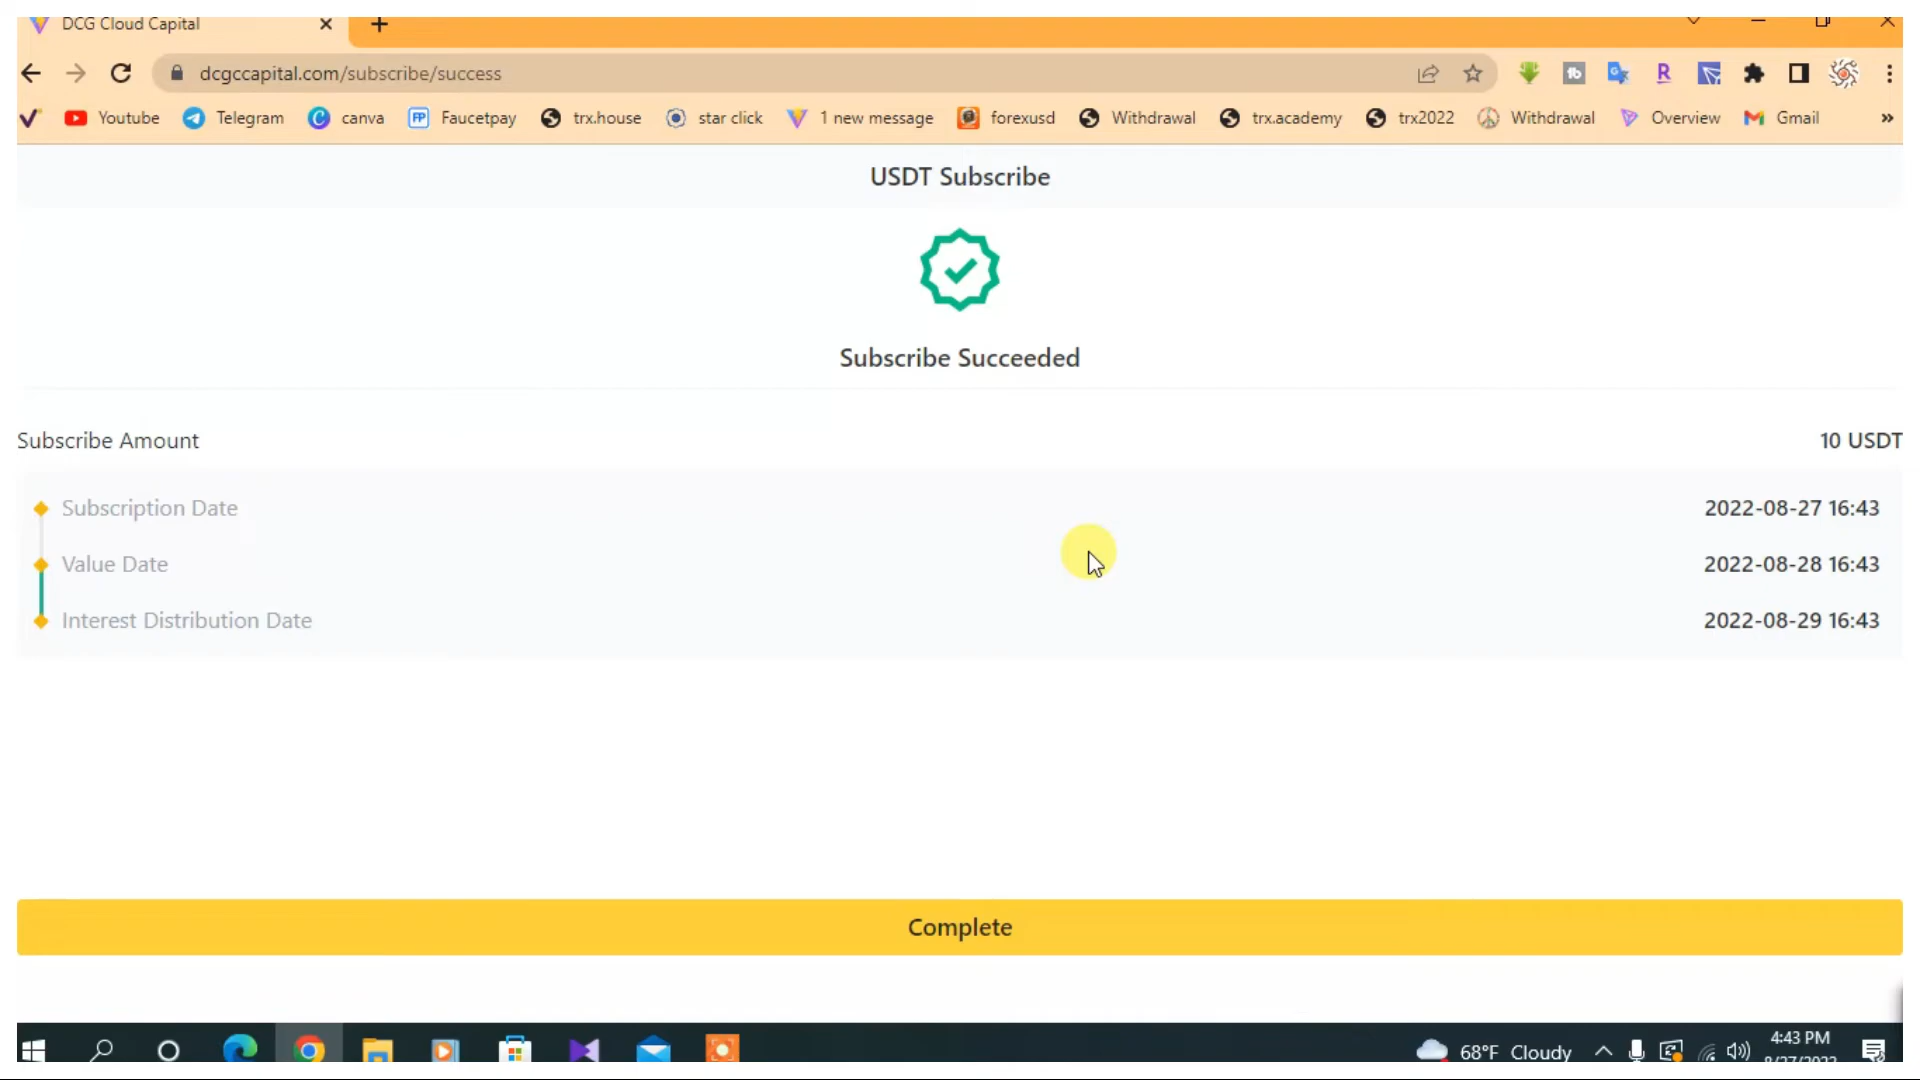 DCG Cloud Capital
dcgccapital.com/subscribe/success
Youtube Telegram canva Faucetpay trx.house star click 1 new message forexusd Withdrawal trx.academy trx2022 Withdrawal Overview Gmail »
USDT Subscribe
Subscribe Succeeded
Subscribe Amount 10 USDT
Subscription Date 2022-08-27 16:43
Value Date 2022-08-28 16:43
Interest Distribution Date 2022-08-29 16:43
Complete
68°F Cloudy 4:43 PM